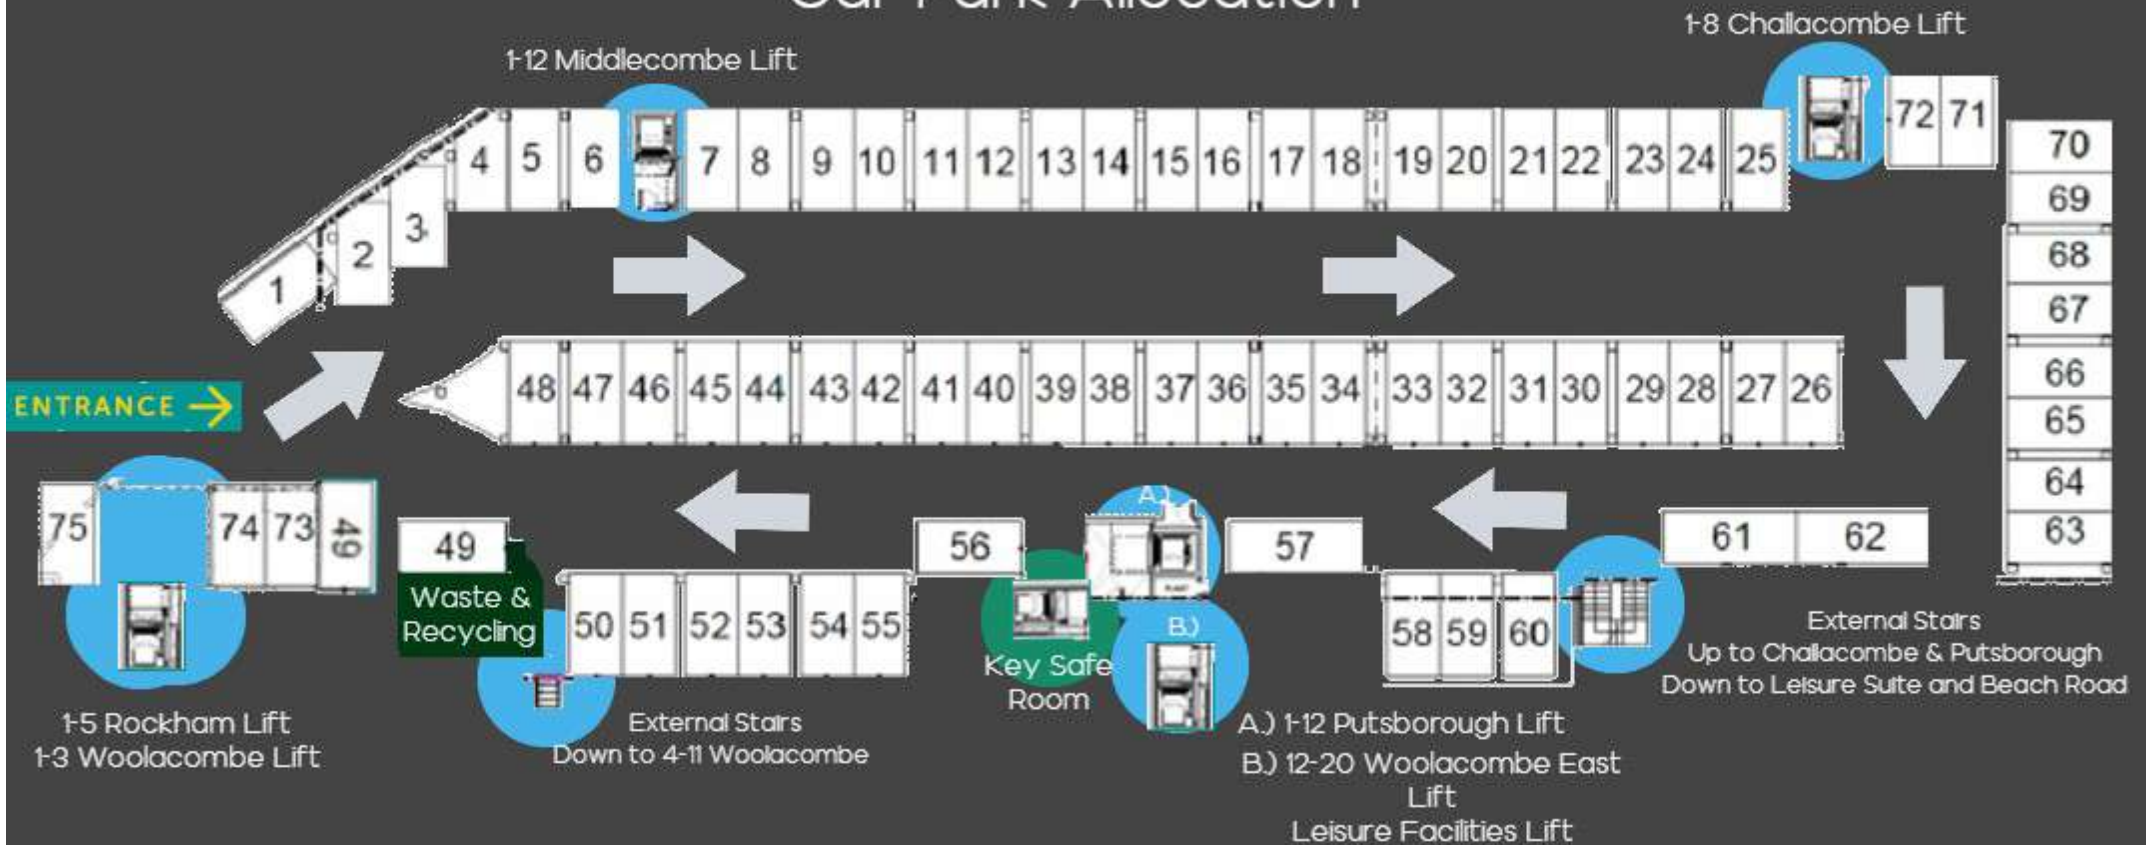 Car Park Allocation
1-8 Challacombe Lift
1-12 Middlecombe Lift
72 71
4 5 6 7 8 9 10 11 12 13 14 15 16 17 18 19 20 21 22 23 24 25
70
69
3
2
1
68
67
66
65
64
63
48 47 46 45 44 43 42 41 40 39 38 37 36 35 34 33 32 31 30 29 28 27 26
ENTRANCE →
75 74 73 49
49
56
A.)
57
61 62
Waste &
Recycling
50 51 52 53 54 55
B.)
58 59 60
Key Safe
Room
External Stairs
Up to Challacombe & Putsborough
Down to Leisure Suite and Beach Road
1-5 Rockham Lift
1-3 Woolacombe Lift
External Stairs
Down to 4-11 Woolacombe
A.) 1-12 Putsborough Lift
B.) 12-20 Woolacombe East
Lift
Leisure Facilities Lift